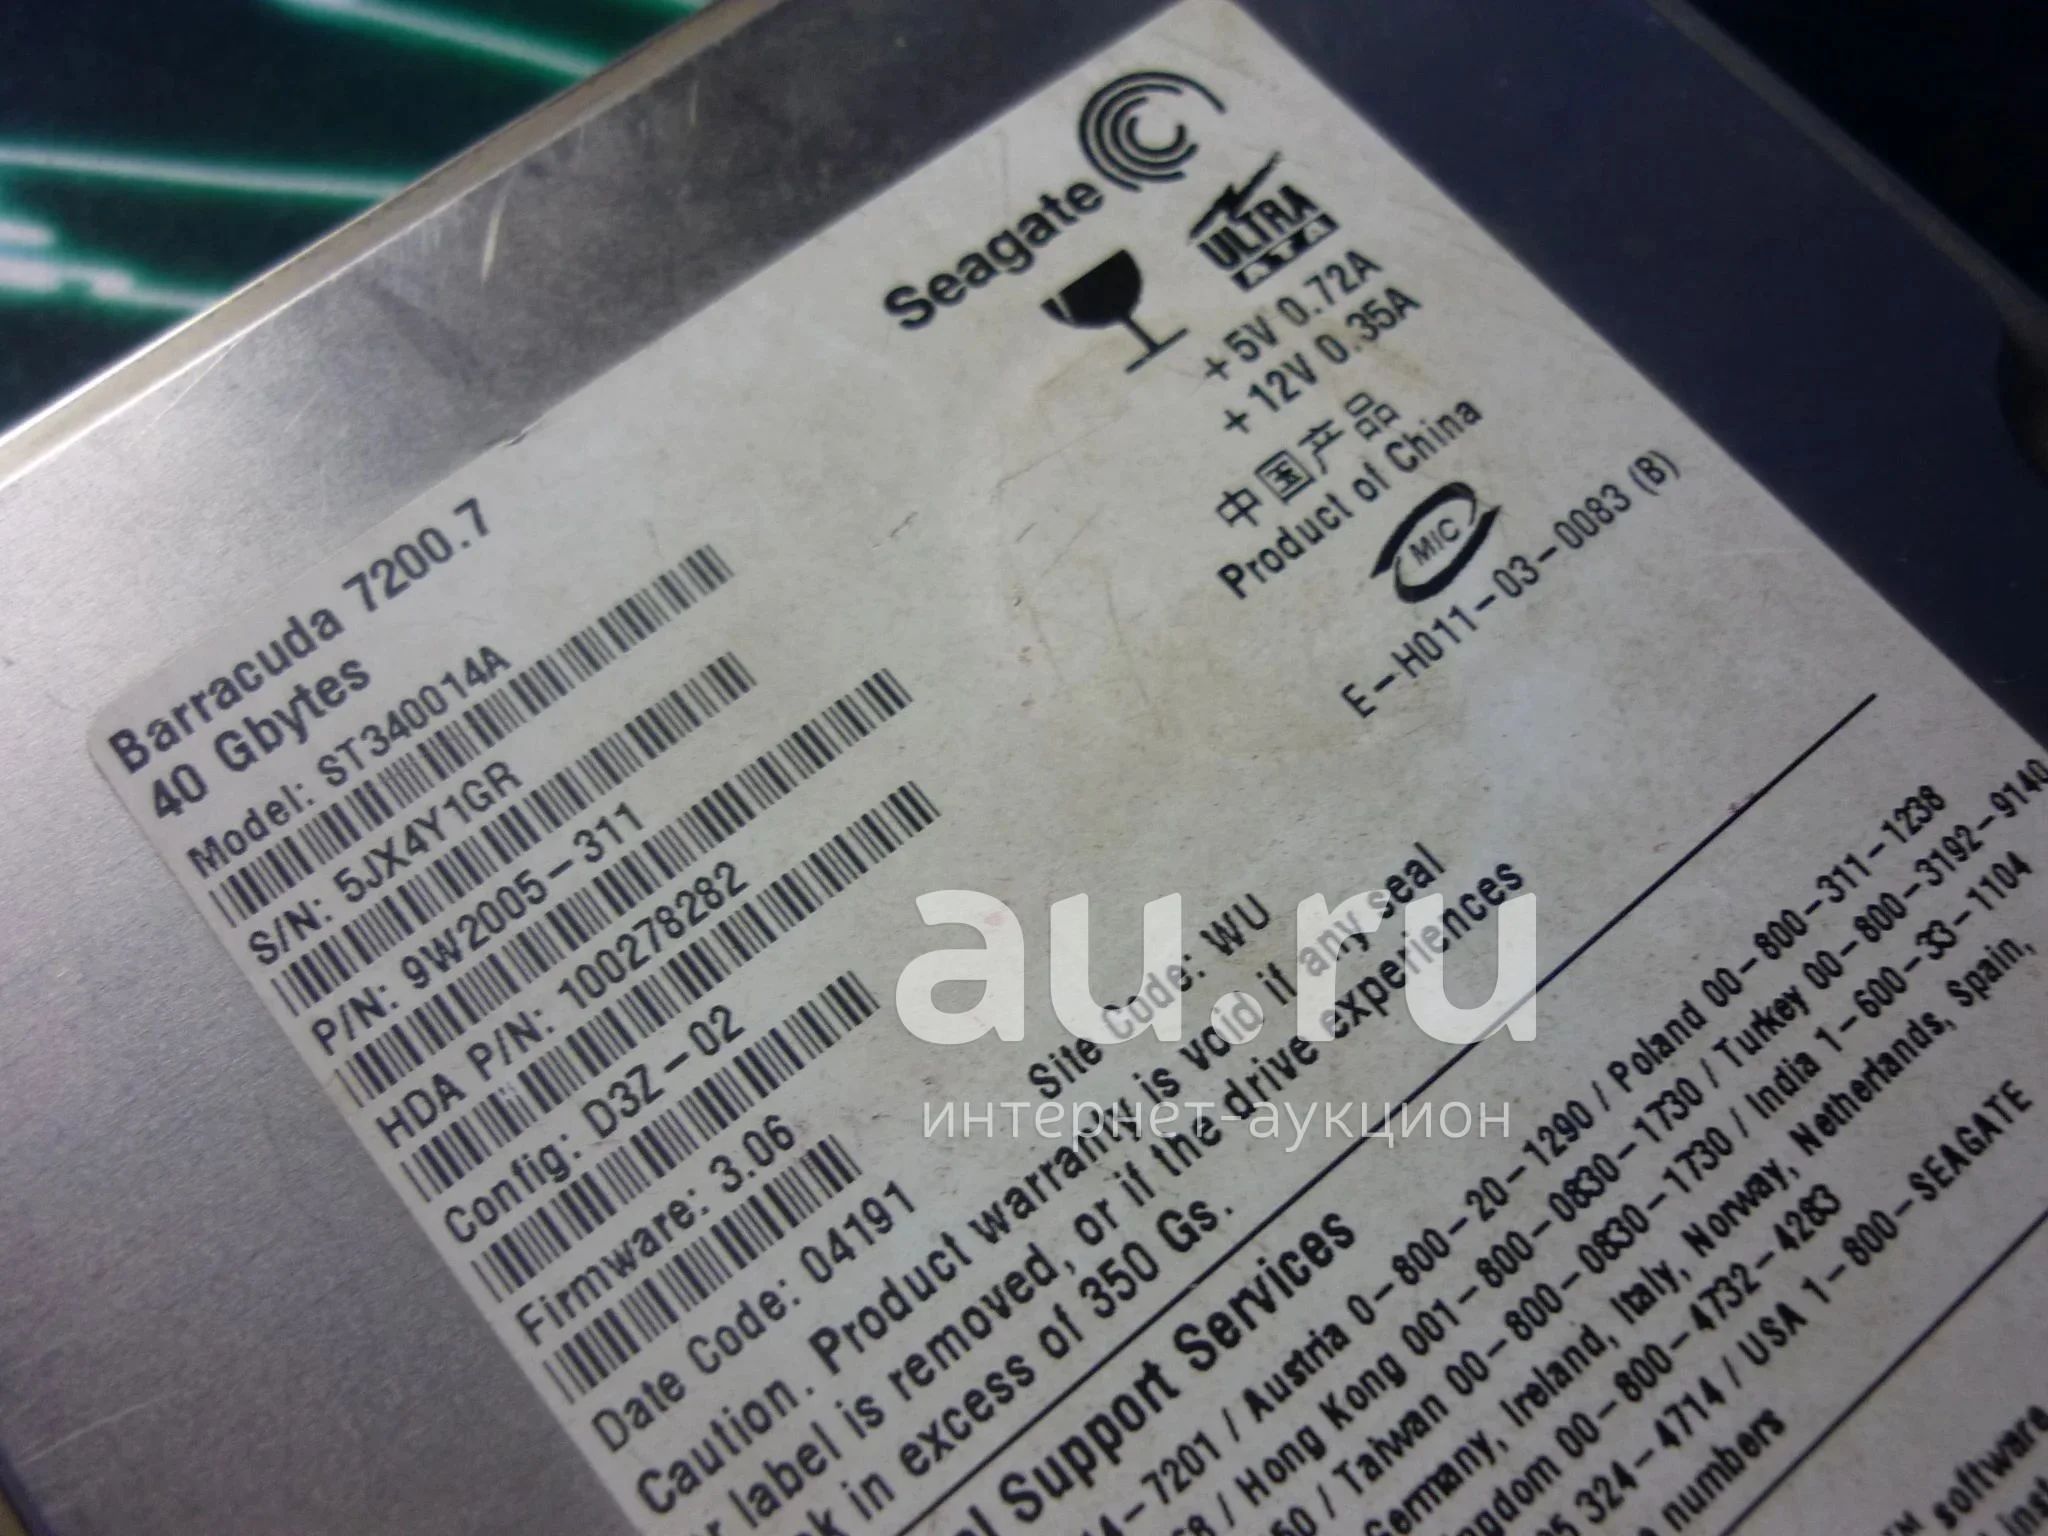 Seagate
ULTRA
ATA
+5V 0.72A
+12V 0.35A
中国产品
Product of China
MIC
E-H011-03-0083 (B)
Barracuda 7200.7
40 Gbytes
Model: ST340014A
S/N: 5JX4Y1GR
P/N: 9W2005-311
HDA P/N: 100278282
Config: D3Z-02
Firmware: 3.06
Date Code: 04191 Site Code: WU
Caution. Product warranty is void if any seal
label is removed, or if the drive experiences
in excess of 350 Gs.
Support Services
7201 / Austria 0-800-20-1290 / Poland 00-800-311-1238
/ Hong Kong 001-800-0830-1730 / Turkey 00-800-3192-9140
/ Taiwan 00-800-0830-1730 / India 1-600-33-1104
Germany, Ireland, Italy, Norway, Netherlands, Spain,
00-800-4732-4283
324-4714 / USA 1-800-SEAGATE
numbers
software
au.ru
интернет-аукцион